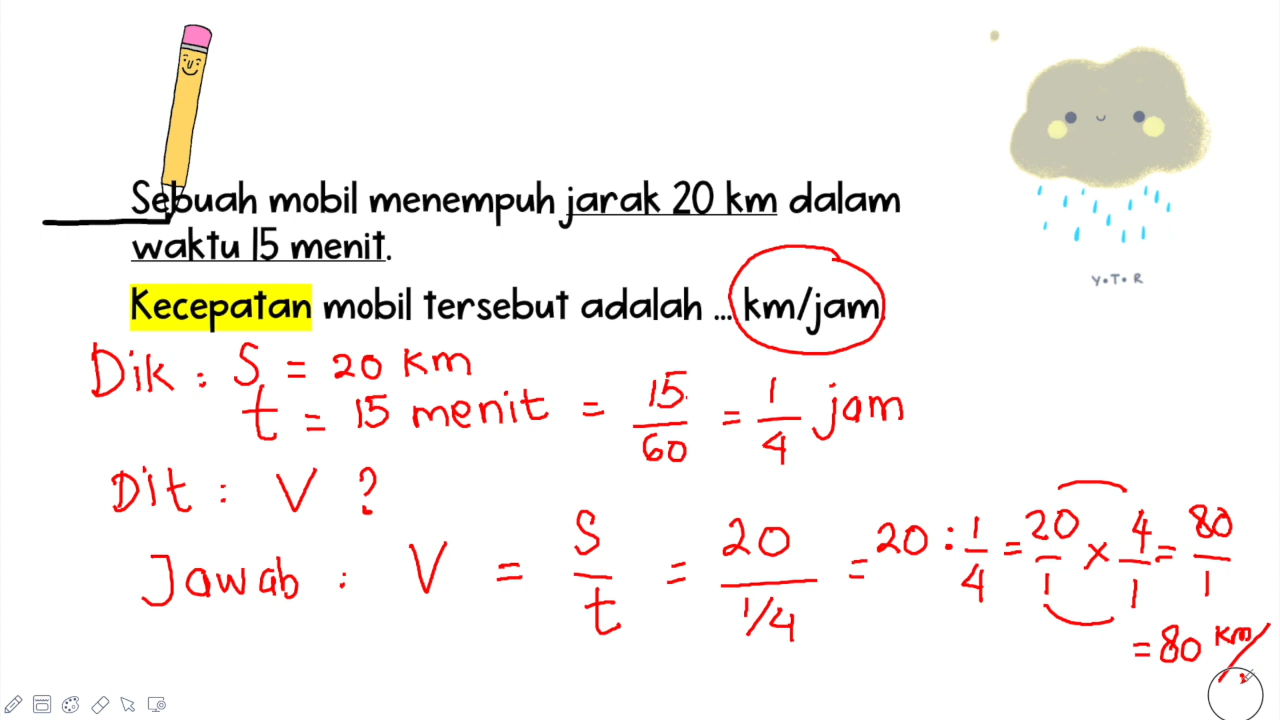 Sebuah mobil menempuh jarak 20 km dalam
waktu 15 menit.
Kecepatan mobil tersebut adalah ... km/jam
Y•T•R
Dik : S = 20 km
t = 15 menit = 15/60 = 1/4 jam
Dit : V ?
Jawab : V = S/t = 20/(1/4) = 20 : 1/4 = 20/1 × 4/1 = 80/1
= 80 km/